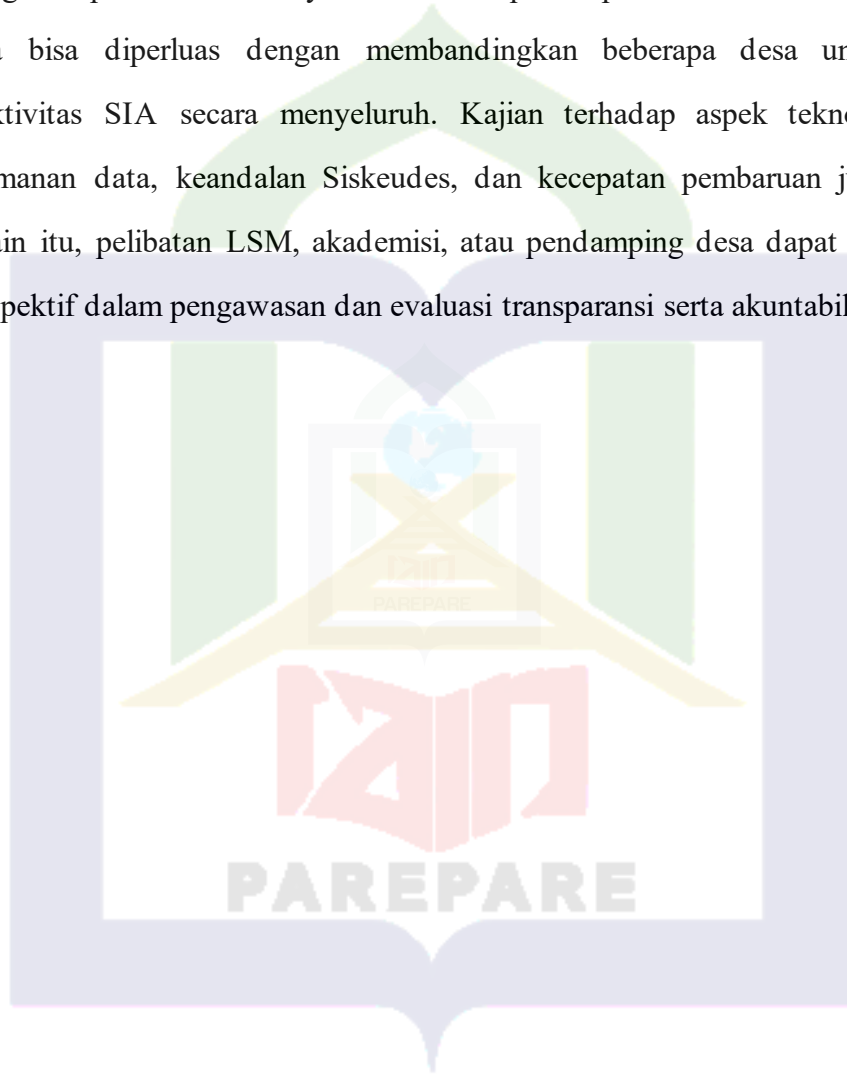 bisa diperluas dengan membandingkan beberapa desa
ktivitas SIA secara menyeluruh. Kajian terhadap aspek tekn
manan data, keandalan Siskeudes, dan kecepatan pembaruan
in itu, pelibatan LSM, akademisi, atau pendamping desa dapat
pektif dalam pengawasan dan evaluasi transparansi serta akuntabil
IAIN
PAREPARE
IAIN
PAREPARE